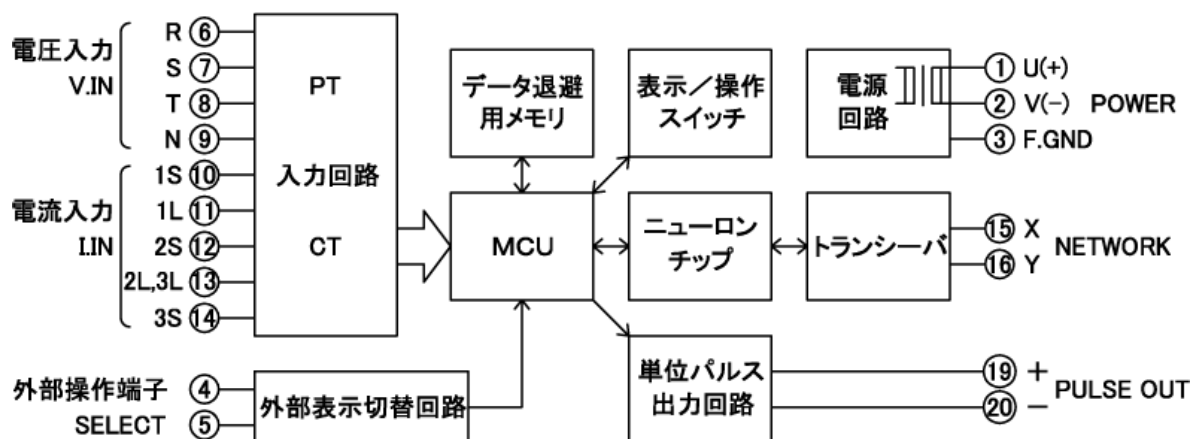 電圧入力
V.IN
R ⑥
S ⑦
T ⑧
N ⑨
電流入力
I.IN
1S ⑩
1L ⑪
2S ⑫
2L,3L ⑬
3S ⑭
外部操作端子 ④
SELECT ⑤
PT
入力回路
CT
外部表示切替回路
データ退避
用メモリ
表示／操作
スイッチ
MCU
ニューロン
チップ
トランシーバ
単位パルス
出力回路
電源
回路
① U(+)
② V(−) POWER
③ F.GND
⑮ X
⑯ Y
NETWORK
⑲ +
⑳ −
PULSE OUT